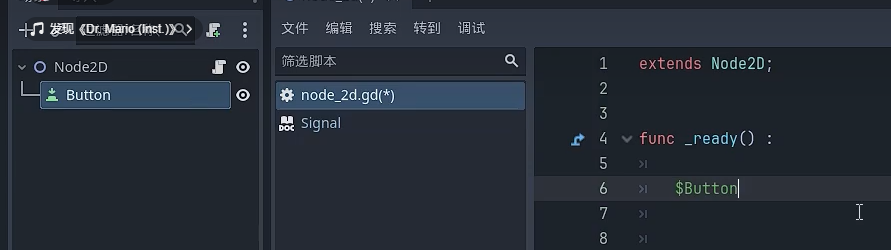 发现《Dr. Mario (Inst.)》
文件 编辑 搜索 转到 调试
Node2D
Button
筛选脚本
node_2d.gd(*)
DOC Signal
1 extends Node2D;
2
3
4 func _ready() :
5
6 $Button
7
8